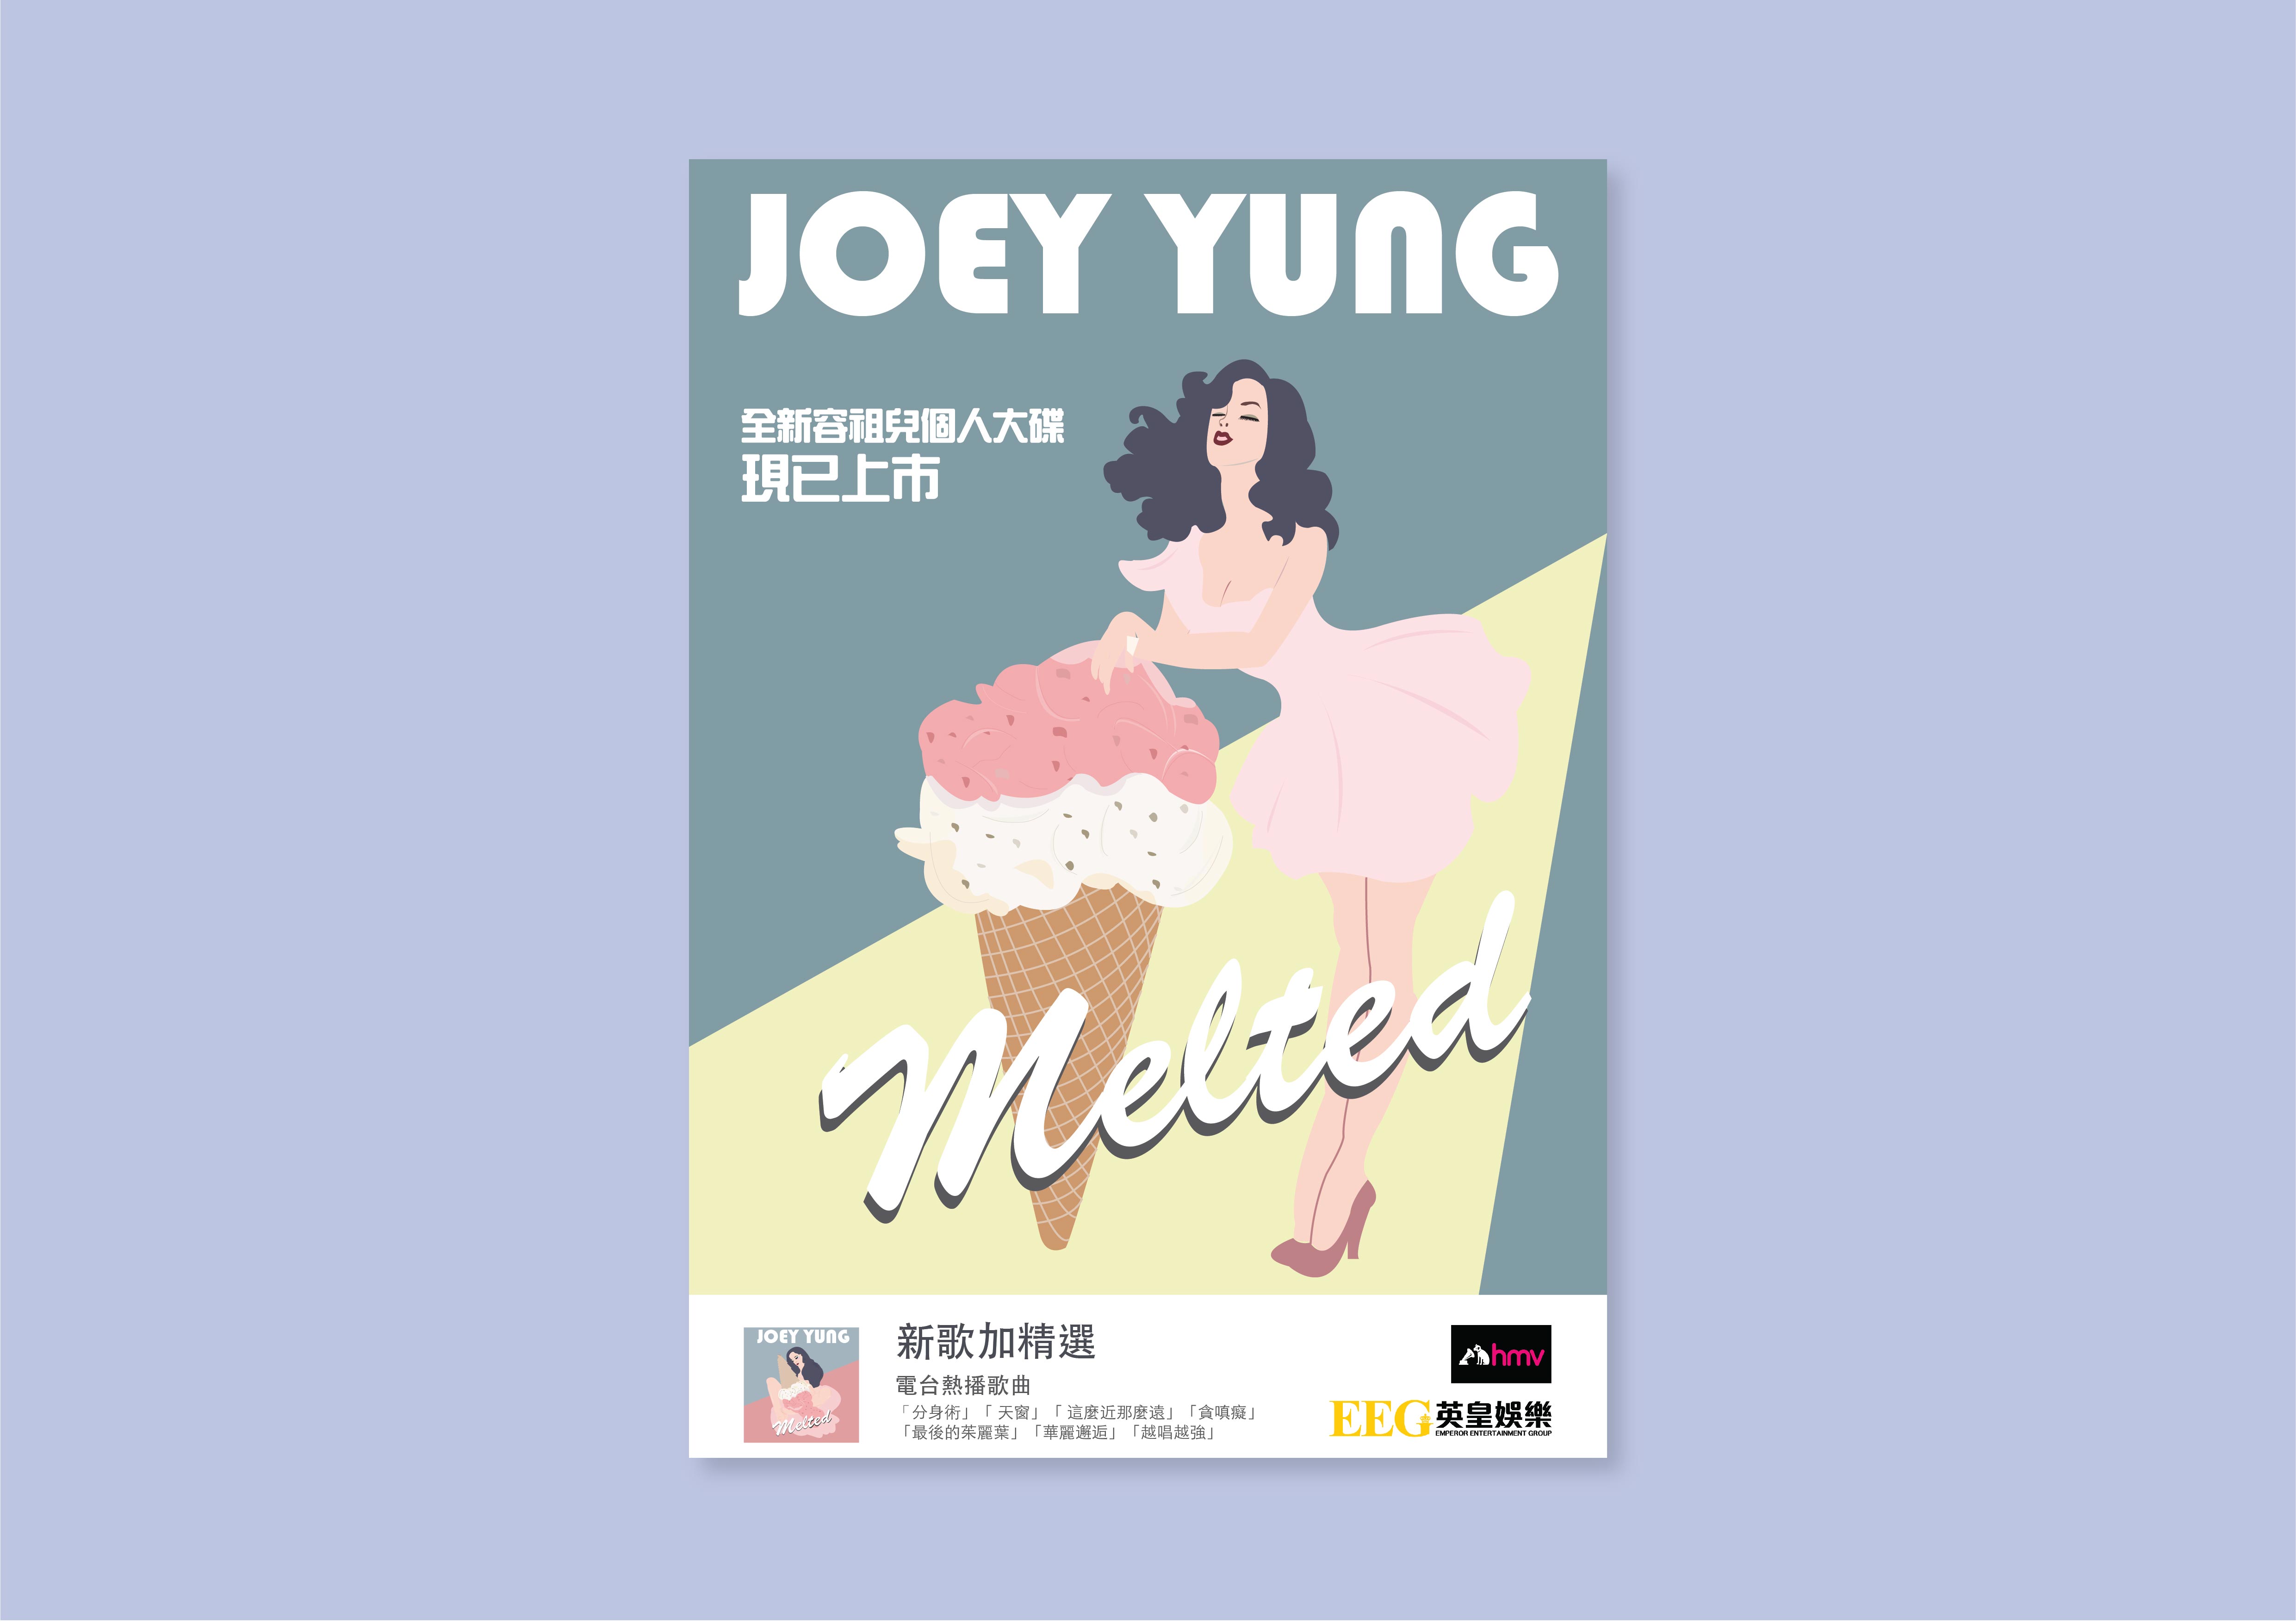 JOEY YUNG
全新容祖兒個人大碟
現已上市
Melted
JOEY YUNG
Melted
新歌加精選
電台熱播歌曲
「分身術」「天窗」「這麼近那麼遠」「貪嗔癡」
「最後的茱麗葉」「華麗邂逅」「越唱越強」
hmv
EEG 英皇娛樂
EMPEROR ENTERTAINMENT GROUP